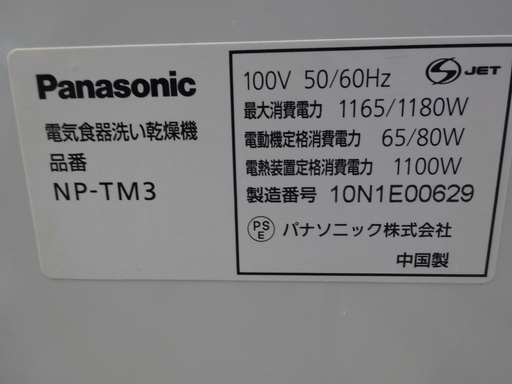 Panasonic
電気食器洗い乾燥機
品番
NP-TM3
100V 50/60Hz
S JET
最大消費電力 1165/1180W
電動機定格消費電力 65/80W
電熱装置定格消費電力 1100W
製造番号 10N1E00629
PS E パナソニック株式会社
中国製